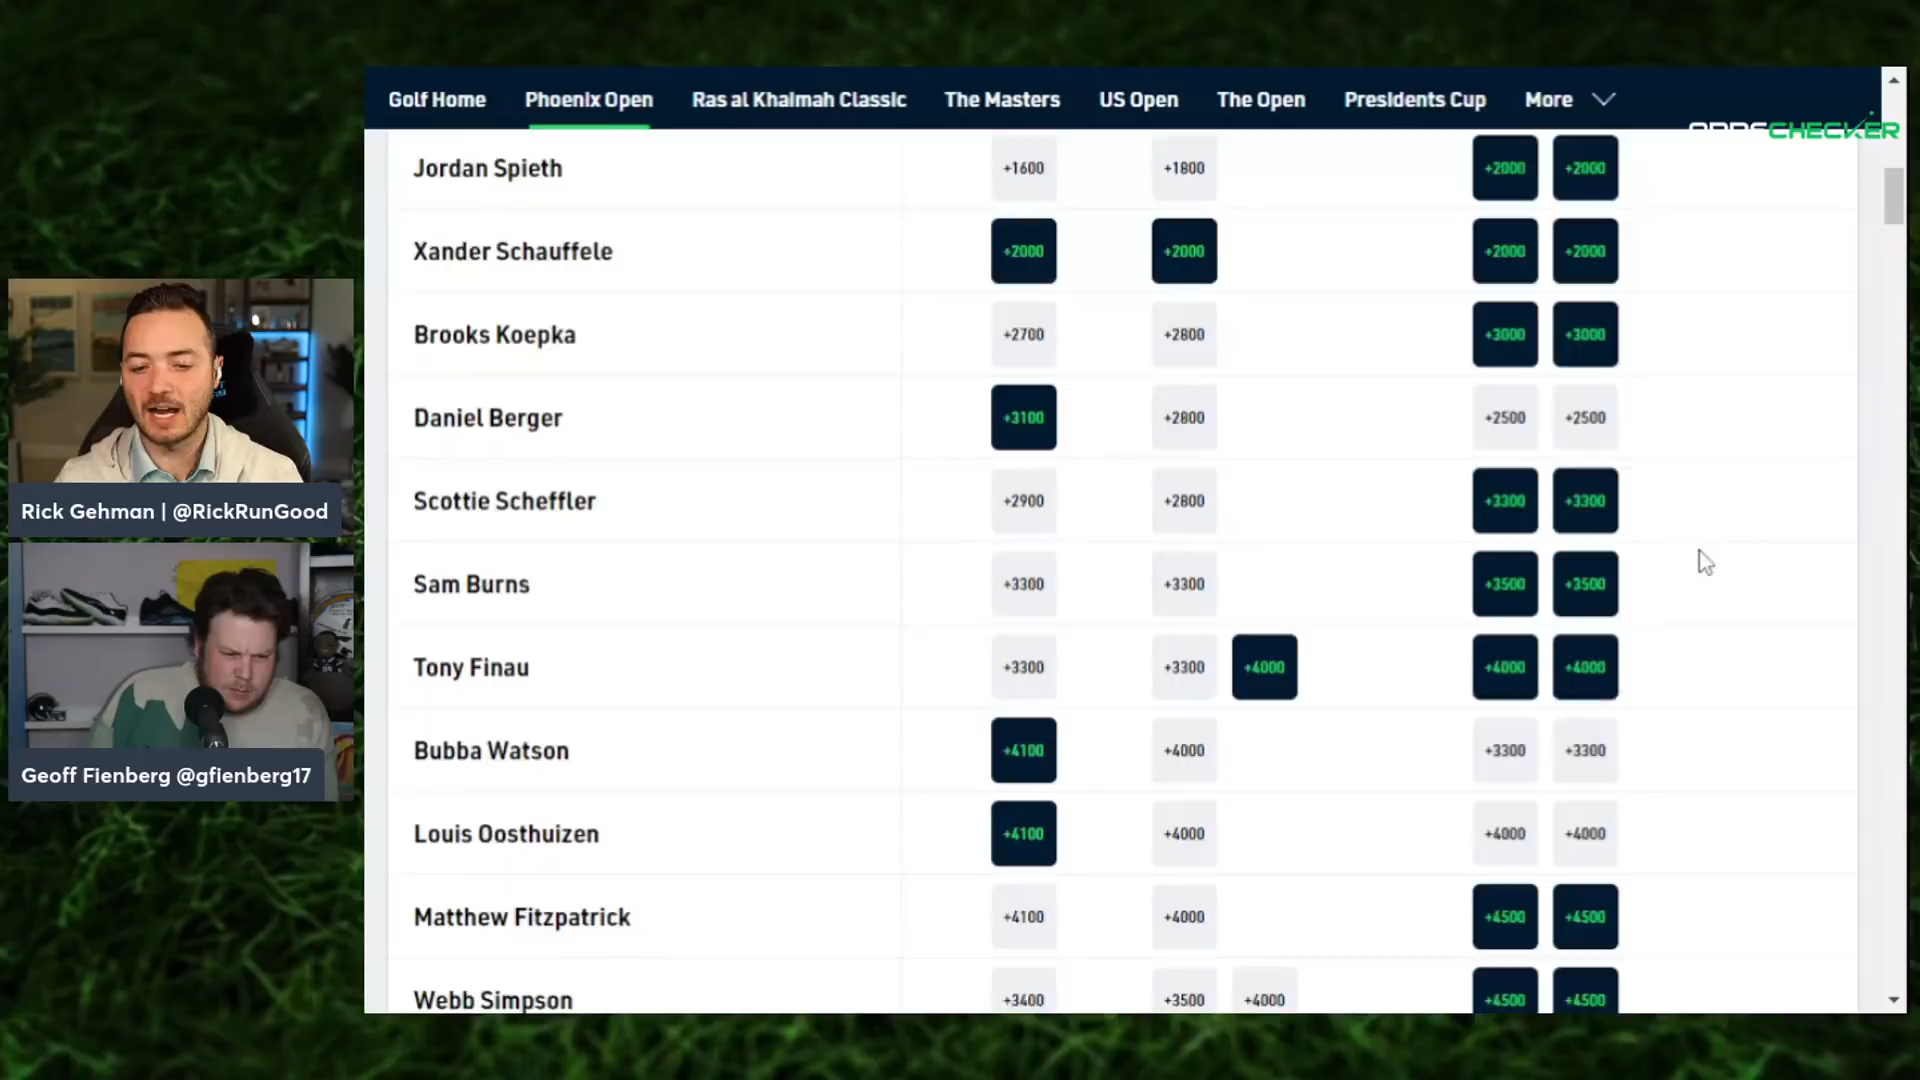 Golf Home Phoenix Open Ras al Khaimah Classic The Masters US Open The Open Presidents Cup More
CHECKER
Jordan Spieth +1600 +1800 +2000 +2000
Xander Schauffele +2000 +2000 +2000 +2000
Brooks Koepka +2700 +2800 +3000 +3000
Daniel Berger +3100 +2800 +2500 +2500
Scottie Scheffler +2900 +2800 +3300 +3300
Sam Burns +3300 +3300 +3500 +3500
Tony Finau +3300 +3300 +4000 +4000 +4000
Bubba Watson +4100 +4000 +3300 +3300
Louis Oosthuizen +4100 +4000 +4000 +4000
Matthew Fitzpatrick +4100 +4000 +4500 +4500
Webb Simpson +3400 +3500 +4000 +4500 +4500
Rick Gehman | @RickRunGood
Geoff Fienberg @gfienberg17